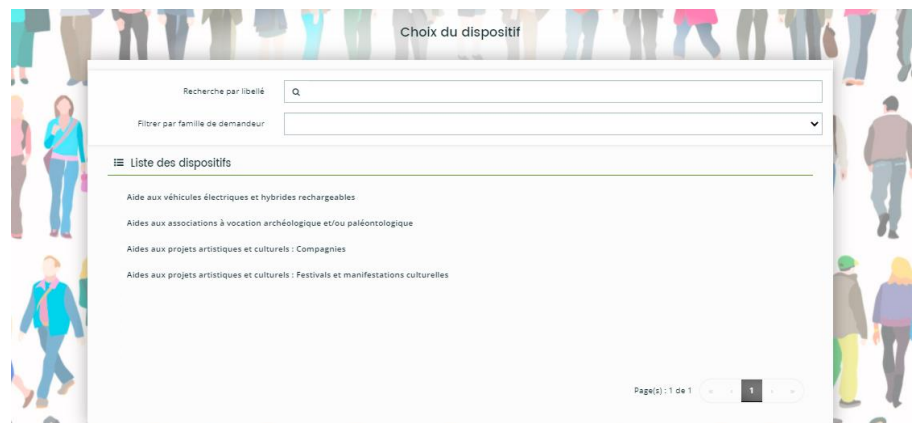 Choix du dispositif
Recherche par libellé
Filtrer par famille de demandeur
Liste des dispositifs
Aide aux véhicules électriques et hybrides rechargeables
Aides aux associations à vocation archéologique et/ou paléontologique
Aides aux projets artistiques et culturels : Compagnies
Aides aux projets artistiques et culturels : Festivals et manifestations culturelles
Page(s) : 1 de 1 « ‹ 1 › »